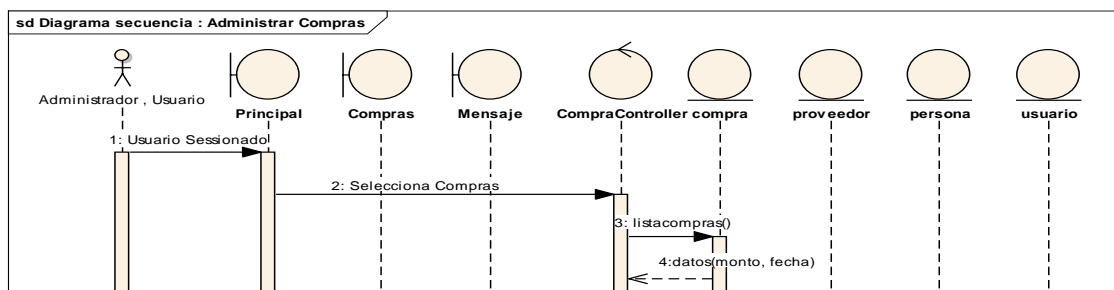 sd Diagrama secuencia : Administrar Compras
Administrador , Usuario
Principal
Compras
Mensaje
CompraController
compra
proveedor
persona
usuario
1: Usuario Sessionado
2: Selecciona Compras
3: listacompras()
4:datos(monto, fecha)